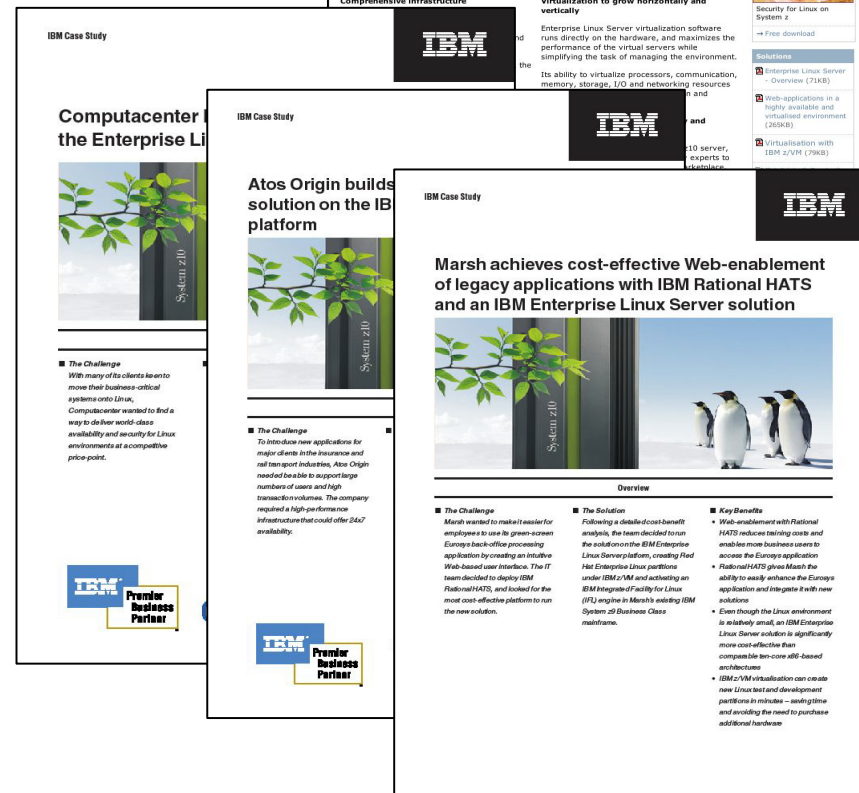 Comprehensive infrastructure
Virtualization to grow horizontally and
vertically
Enterprise Linux Server virtualization software
runs directly on the hardware, and maximizes the
performance of the virtual servers while
simplifying the task of managing the environment.
Its ability to virtualize processors, communication,
memory, storage, I/O and networking resources
the
and
z10 server,
experts to
Security for Linux on
System z
→ Free download
Solutions
Enterprise Linux Server
- Overview (71KB)
Web-applications in a
highly available and
virtualised environment
(265KB)
Virtualisation with
IBM z/VM (79KB)
IBM Case Study
IBM
Computacenter
the Enterprise Li
System z10
■ The Challenge
With many of its clients keen to
move their business-critical
systems onto Linux,
Computacenter wanted to find a
way to deliver world-class
availability and security for Linux
environments at a competitive
price-point.
IBM
Premier
Business
Partner
IBM Case Study
IBM
Atos Origin builds
solution on the IB
platform
System z10
■ The Challenge
To introduce new applications for
major clients in the insurance and
rail transport industries, Atos Origin
needed be able to support large
numbers of users and high
transaction volumes. The company
required a high-performance
infrastructure that could offer 24x7
availability.
IBM
Premier
Business
Partner
IBM Case Study
IBM
Marsh achieves cost-effective Web-enablement
of legacy applications with IBM Rational HATS
and an IBM Enterprise Linux Server solution
System z10
Overview
■ The Challenge
Marsh wanted to make it easier for
employees to use its green-screen
Eurosys back-office processing
application by creating an intuitive
Web-based user interface. The IT
team decided to deploy IBM
Rational HATS, and looked for the
most cost-effective platform to run
the new solution.
■ The Solution
Following a detailed cost-benefit
analysis, the team decided to run
the solution on the IBM Enterprise
Linux Server platform, creating Red
Hat Enterprise Linux partitions
under IBM z/VM and activating an
IBM Integrated Facility for Linux
(IFL) engine in Marsh's existing IBM
System z9 Business Class
mainframe.
■ Key Benefits
• Web-enablement with Rational
HATS reduces training costs and
enables more business users to
access the Eurosys application
• Rational HATS gives Marsh the
ability to easily enhance the Eurosys
application and integrate it with new
solutions
• Even though the Linux environment
is relatively small, an IBM Enterprise
Linux Server solution is significantly
more cost-effective than
comparable ten-core x86-based
architectures
• IBM z/VM virtualisation can create
new Linux test and development
partitions in minutes – saving time
and avoiding the need to purchase
additional hardware